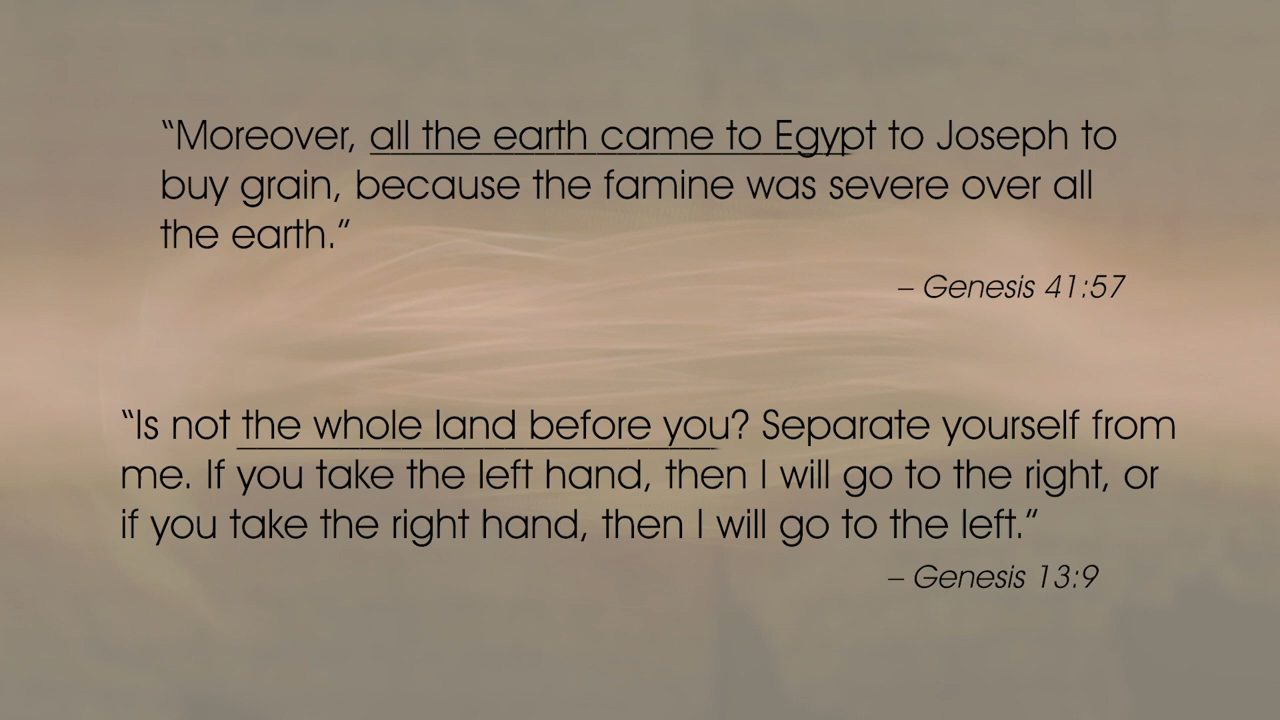 “Moreover, all the earth came to Egypt to Joseph to
buy grain, because the famine was severe over all
the earth.”
– Genesis 41:57
“Is not the whole land before you? Separate yourself from
me. If you take the left hand, then I will go to the right, or
if you take the right hand, then I will go to the left.”
– Genesis 13:9